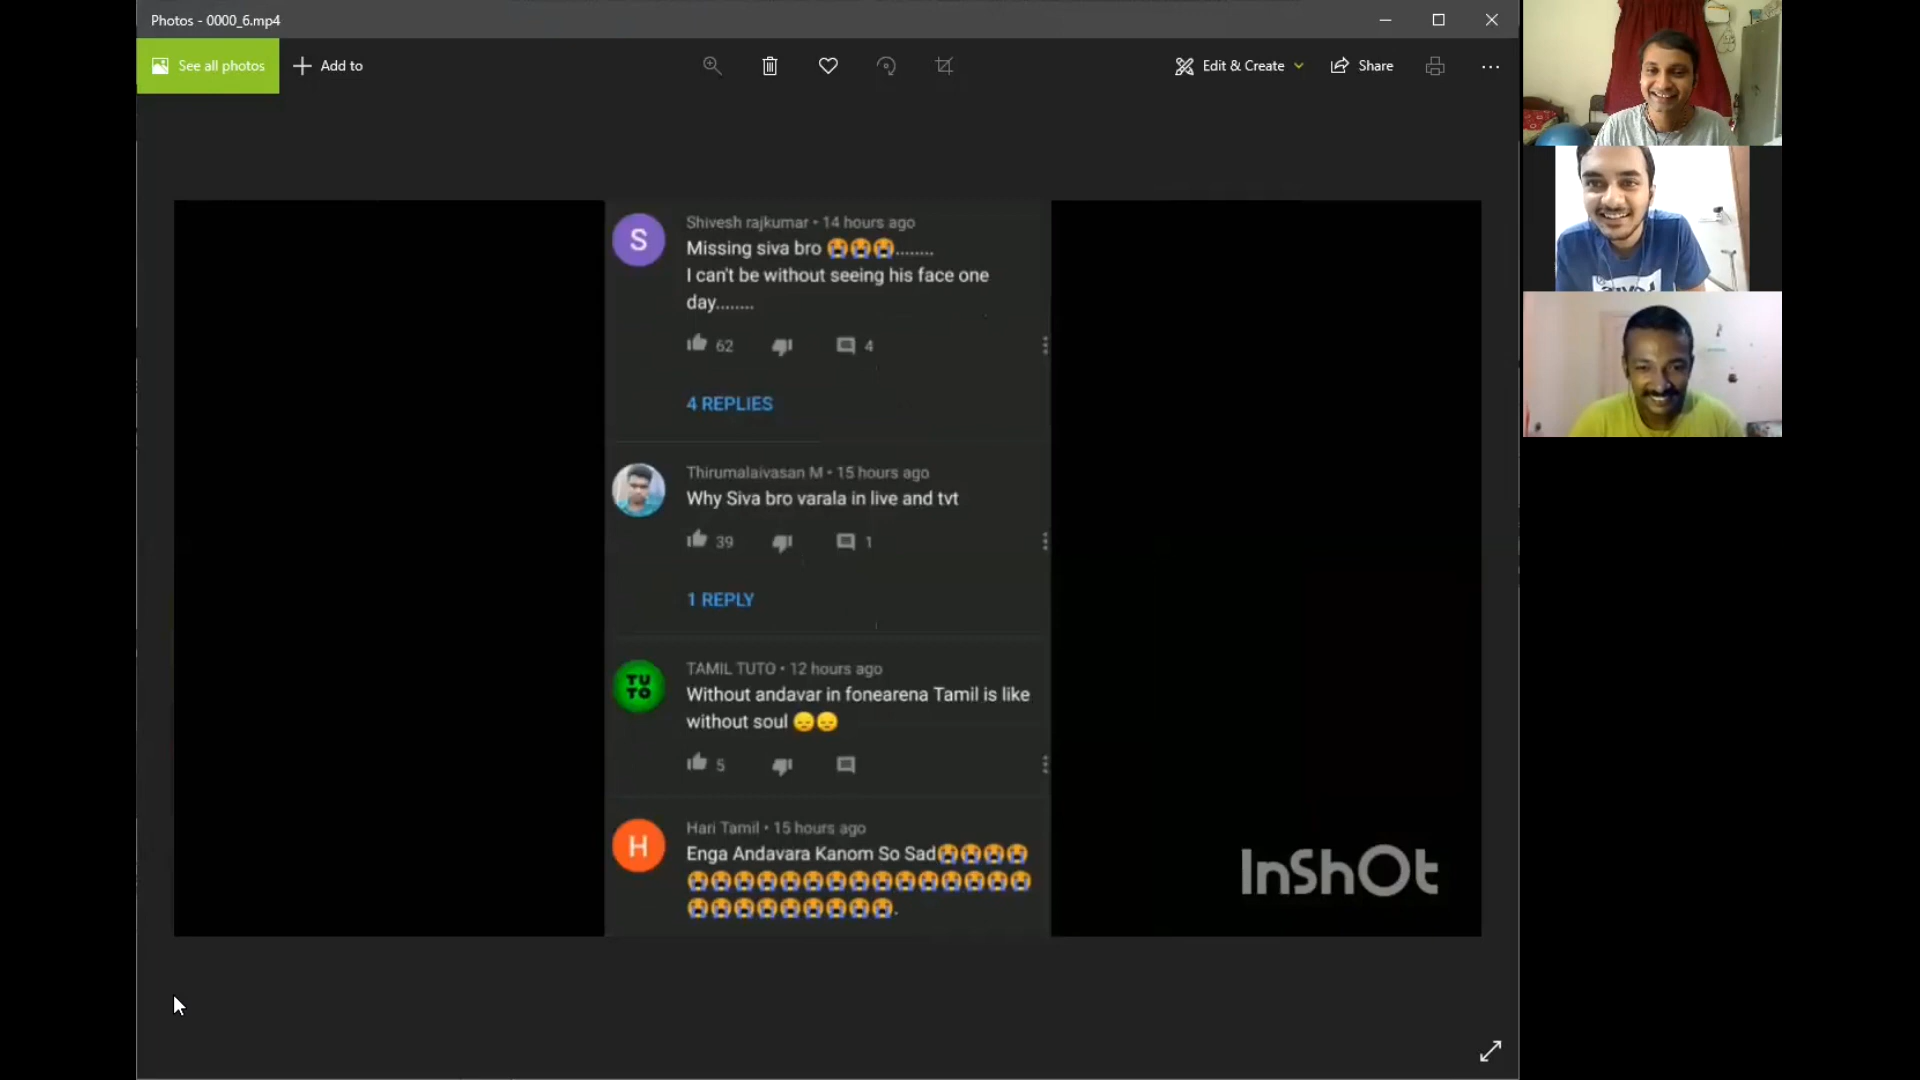 Photos - 0000_6.mp4
See all photos
Add to
Edit & Create
Share
S
Shivesh rajkumar • 14 hours ago
Missing siva bro 😭😭😭........
I can't be without seeing his face one
day........
62
4
4 REPLIES
Thirumalaivasan M • 15 hours ago
Why Siva bro varala in live and tvt
39
1
1 REPLY
TU
TO
TAMIL TUTO • 12 hours ago
Without andavar in fonearena Tamil is like
without soul 😞😞
5
H
Hari Tamil • 15 hours ago
Enga Andavara Kanom So Sad😭😭😭😭
😭😭😭😭😭😭😭😭😭😭😭😭😭😭😭
😭😭😭😭😭😭😭😭😭.
InShOt